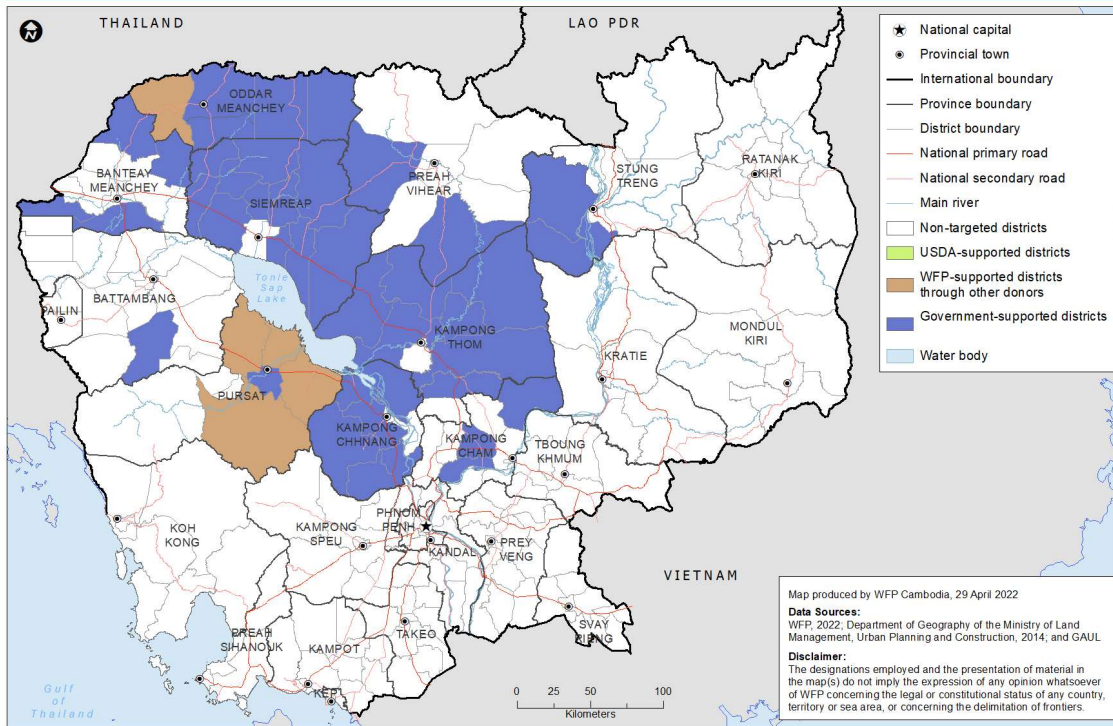 THAILAND
LAO PDR
N
ODDAR
MEANCHEY
BANTEAY
MEANCHEY
PREAH
VIHEAR
STUNG
TRENG
RATANAK
KIRI
SIEMREAP
Tonle
Sap
Lake
BATTAMBANG
PAILIN
KAMPONG
THOM
MONDUL
KIRI
KRATIE
PURSAT
KAMPONG
CHHNANG
KAMPONG
CHAM
TBOUNG
KHMUM
PHNOM
PENH
KOH
KONG
KAMPONG
SPEU
KANDAL
PREY
VENG
VIETNAM
PREAH
SIHANOUK
KAMPOT
TAKEO
SVAY
RIENG
KEP
Gulf
of
Thailand
0 25 50 100
Kilometers
National capital
Provincial town
International boundary
Province boundary
District boundary
National primary road
National secondary road
Main river
Non-targeted districts
USDA-supported districts
WFP-supported districts
through other donors
Government-supported districts
Water body
Map produced by WFP Cambodia, 29 April 2022
Data Sources:
WFP, 2022; Department of Geography of the Ministry of Land
Management, Urban Planning and Construction, 2014; and GAUL
Disclaimer:
The designations employed and the presentation of material in
the map(s) do not imply the expression of any opinion whatsoever
of WFP concerning the legal or constitutional status of any country,
territory or sea area, or concerning the delimitation of frontiers.